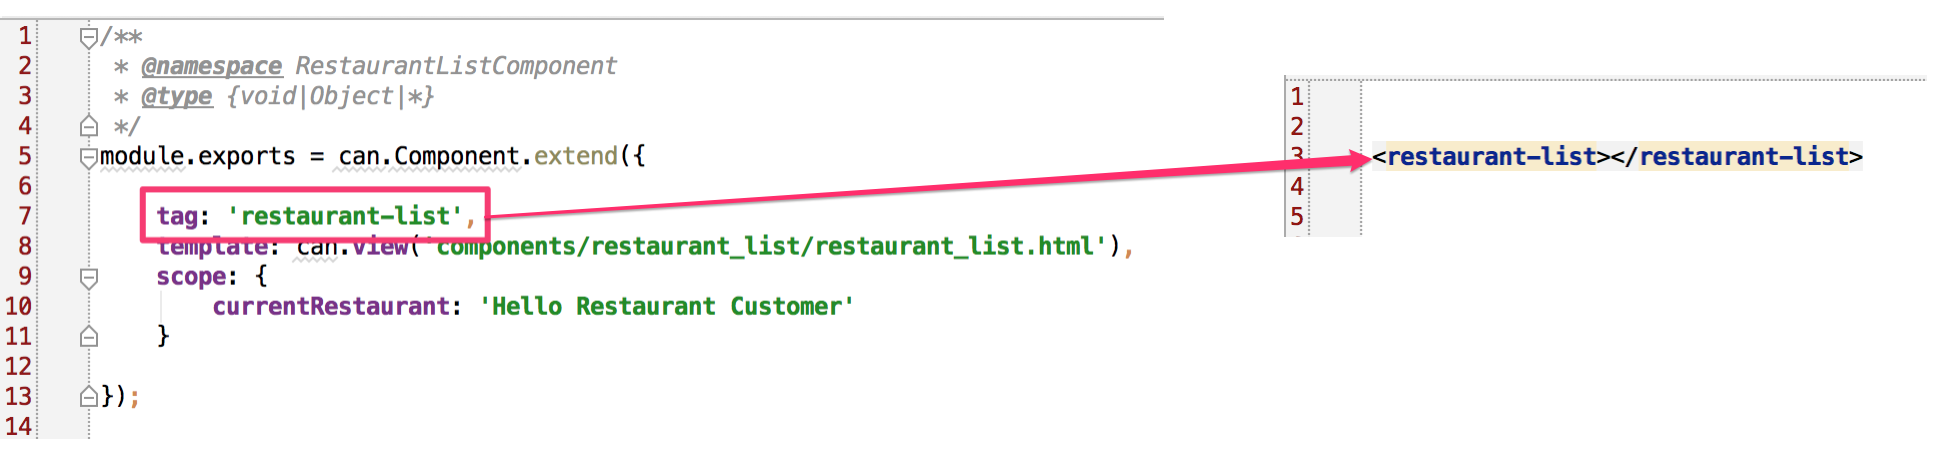 1 /**
2  * @namespace RestaurantListComponent
3  * @type {void|Object|*}
4  */
5 module.exports = can.Component.extend({
6
7     tag: 'restaurant-list',
8     template: can.view('components/restaurant_list/restaurant_list.html'),
9     scope: {
10         currentRestaurant: 'Hello Restaurant Customer'
11     }
12
13 });
14
1
2
3 <restaurant-list></restaurant-list>
4
5